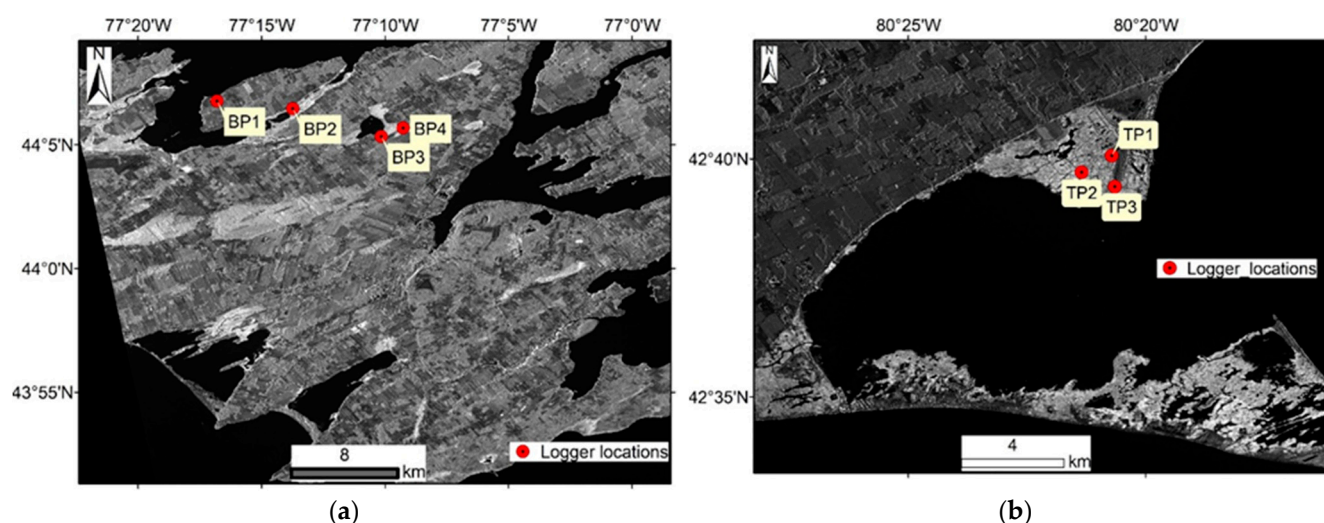 77°20'W 77°15'W 77°10'W 77°5'W 77°0'W
N
BP1
BP2
BP4
BP3
44°5'N
44°0'N
43°55'N
8
km
Logger locations
(a)
80°25'W 80°20'W
N
TP1
42°40'N
TP2
TP3
Logger_locations
42°35'N
4
km
(b)